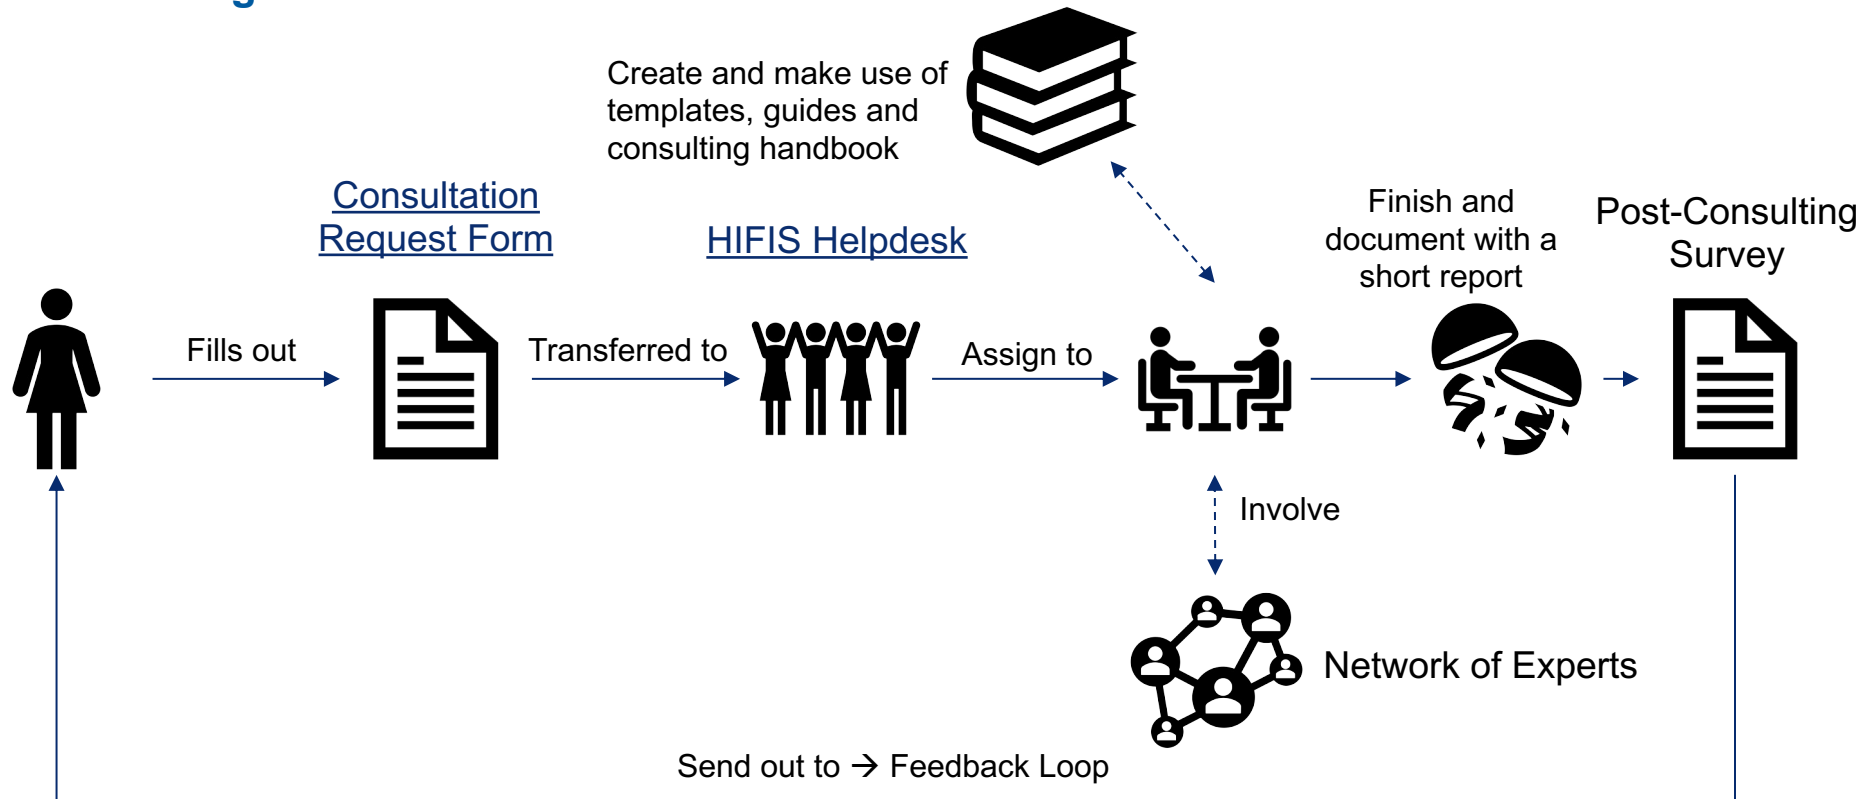 Create and make use of
templates, guides and
consulting handbook
Consultation
Request Form
HIFIS Helpdesk
Finish and
document with a
short report
Post-Consulting
Survey
Fills out
Transferred to
Assign to
Involve
Network of Experts
Send out to → Feedback Loop